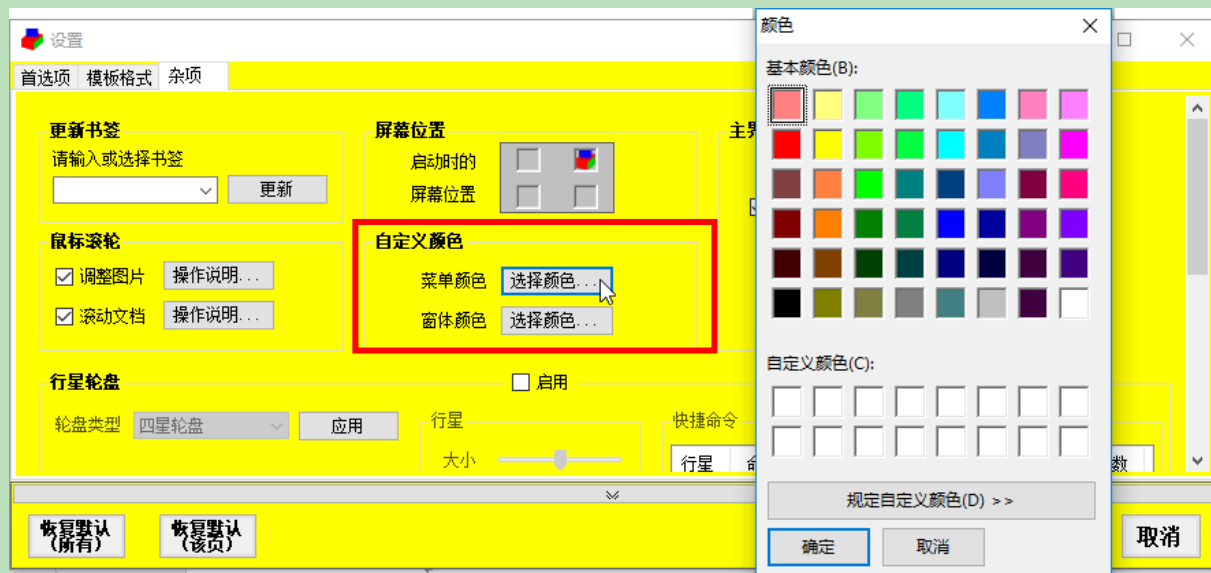 设置
首选项 模板格式 杂项
更新书签
请输入或选择书签
更新
屏幕位置
启动时的
屏幕位置
鼠标滚轮
调整图片 操作说明...
滚动文档 操作说明...
自定义颜色
菜单颜色 选择颜色...
窗体颜色 选择颜色...
行星轮盘
启用
轮盘类型 四星轮盘 应用
行星
大小
快捷命令
行星
数
恢复默认
(所有)
恢复默认
(该页)
取消
颜色
基本颜色(B):
自定义颜色(C):
规定自定义颜色(D) >>
确定 取消